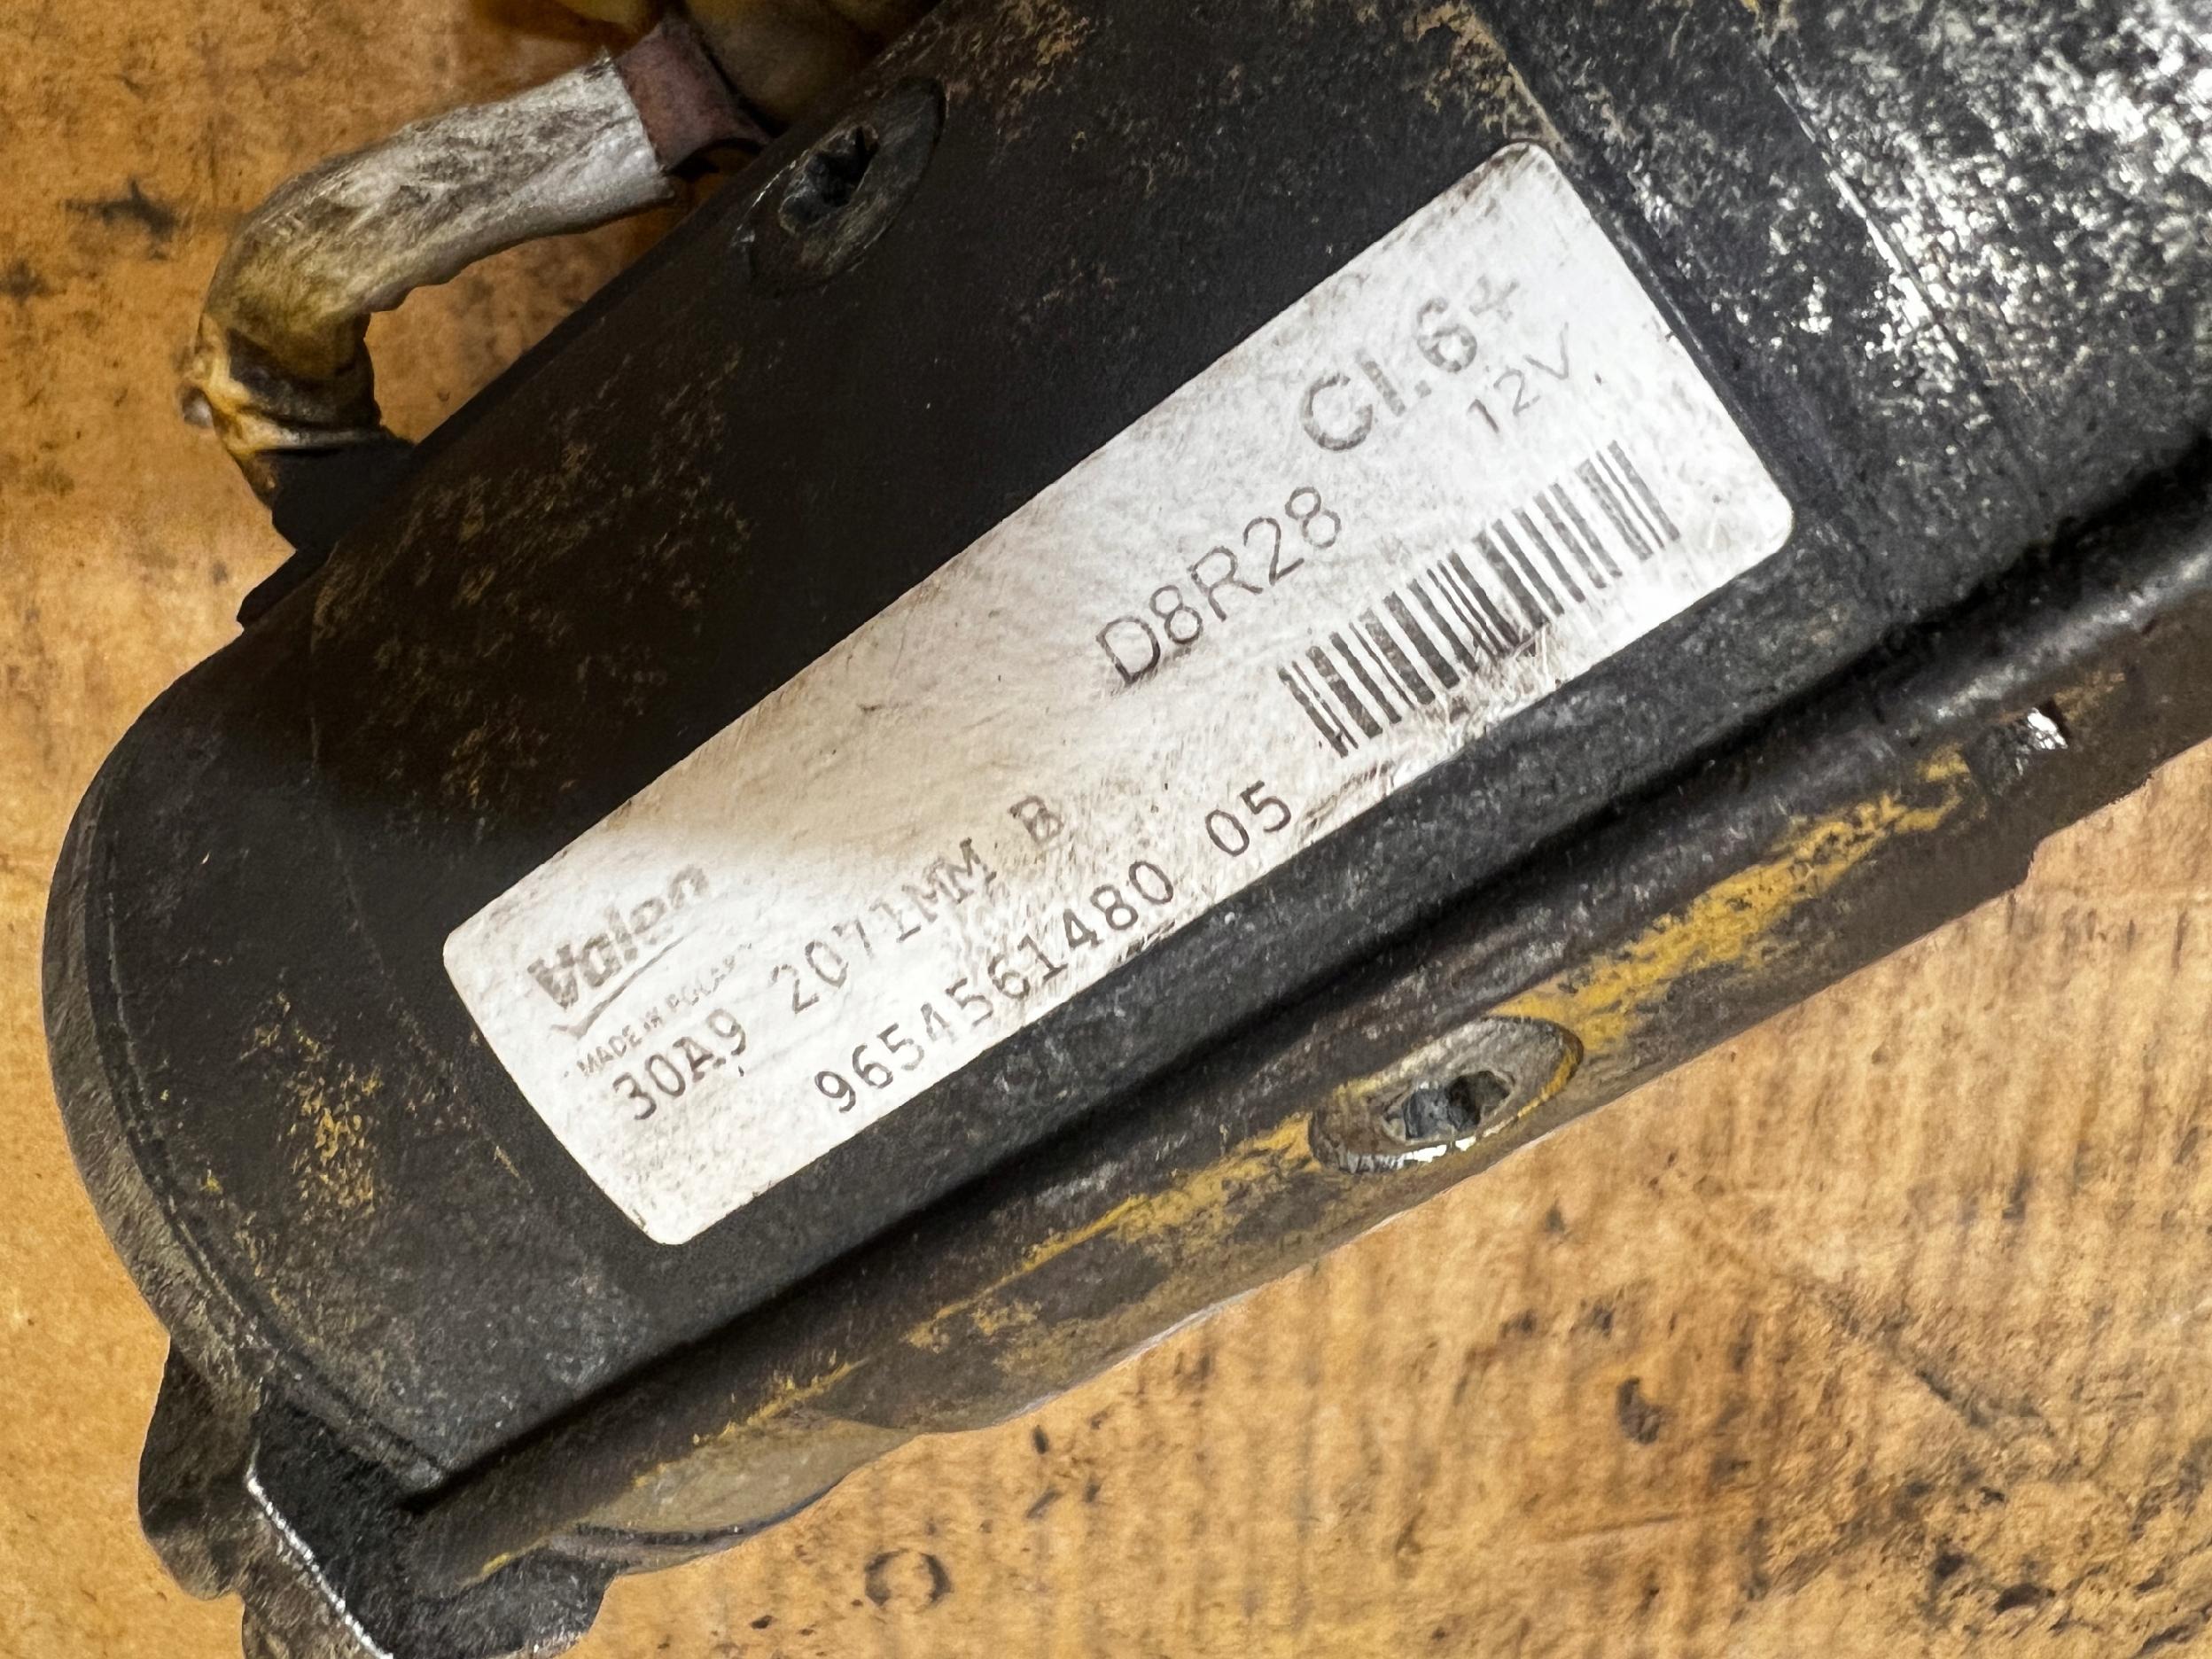 Cl.6+
12V
D8R28
Valeo
MADE IN POLAND
30A9 2071MM B
9654561480 05